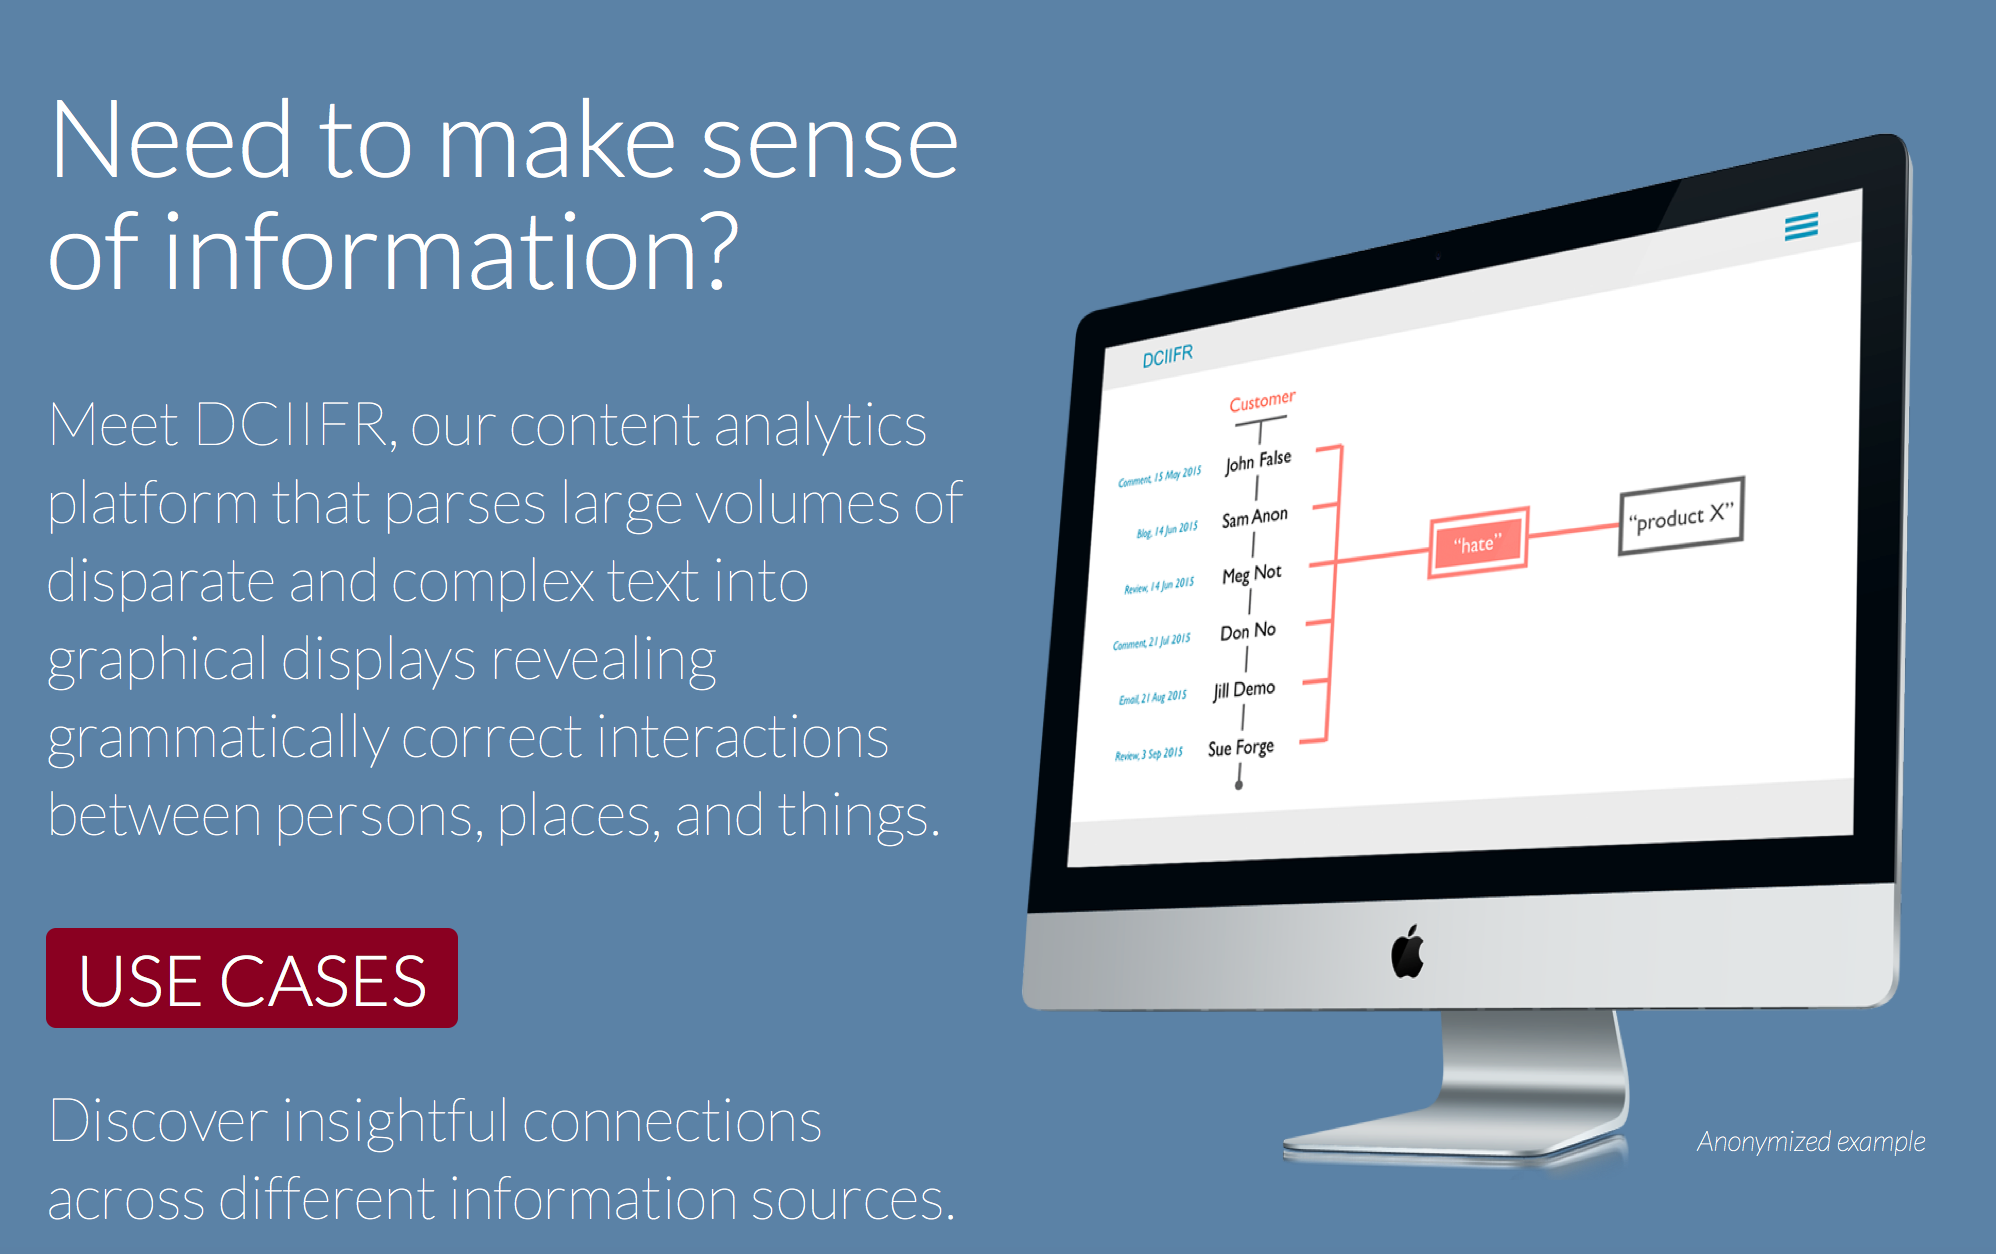 Need to make sense
of information?
Meet DCIIFR, our content analytics
platform that parses large volumes of
disparate and complex text into
graphical displays revealing
grammatically correct interactions
between persons, places, and things.
USE CASES
Discover insightful connections
across different information sources.
DCIIFR
Customer
Comment, 15 May 2015 John False
Blog, 14 Jun 2015 Sam Anon
Review, 14 Jun 2015 Meg Not
Comment, 21 Jul 2015 Don No
Email, 21 Aug 2015 Jill Demo
Review, 3 Sep 2015 Sue Forge
“hate”
“product X”
Anonymized example